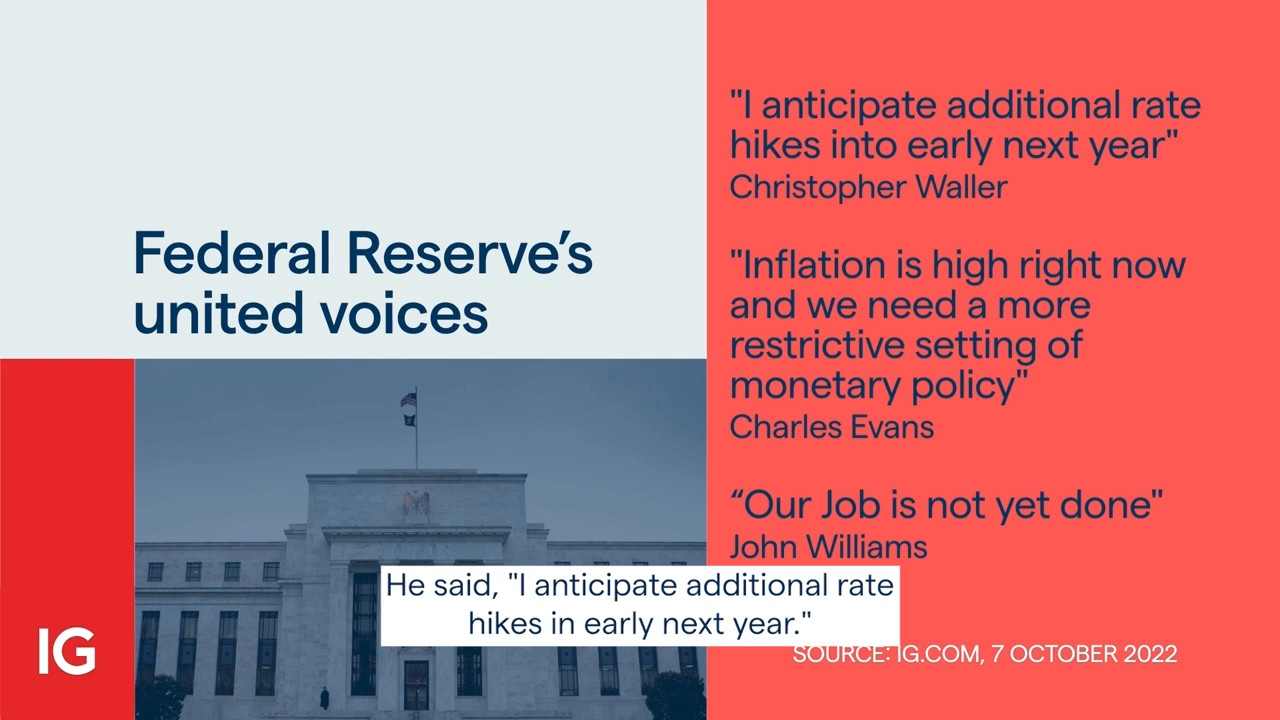 Federal Reserve’s
united voices
"I anticipate additional rate
hikes into early next year"
Christopher Waller
"Inflation is high right now
and we need a more
restrictive setting of
monetary policy"
Charles Evans
“Our Job is not yet done"
John Williams
He said, "I anticipate additional rate
hikes in early next year."
SOURCE: IG.COM, 7 OCTOBER 2022
IG